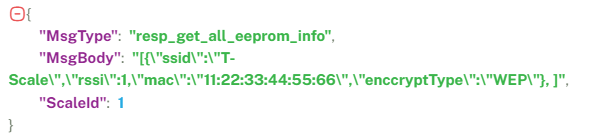 {
"MsgType": "resp_get_all_eeprom_info",
"MsgBody": "[{\"ssid\":\"T-
Scale\",\"rssi\":1,\"mac\":\"11:22:33:44:55:66\",\"enccryptType\":\"WEP\"}, ]",
"ScaleId": 1
}